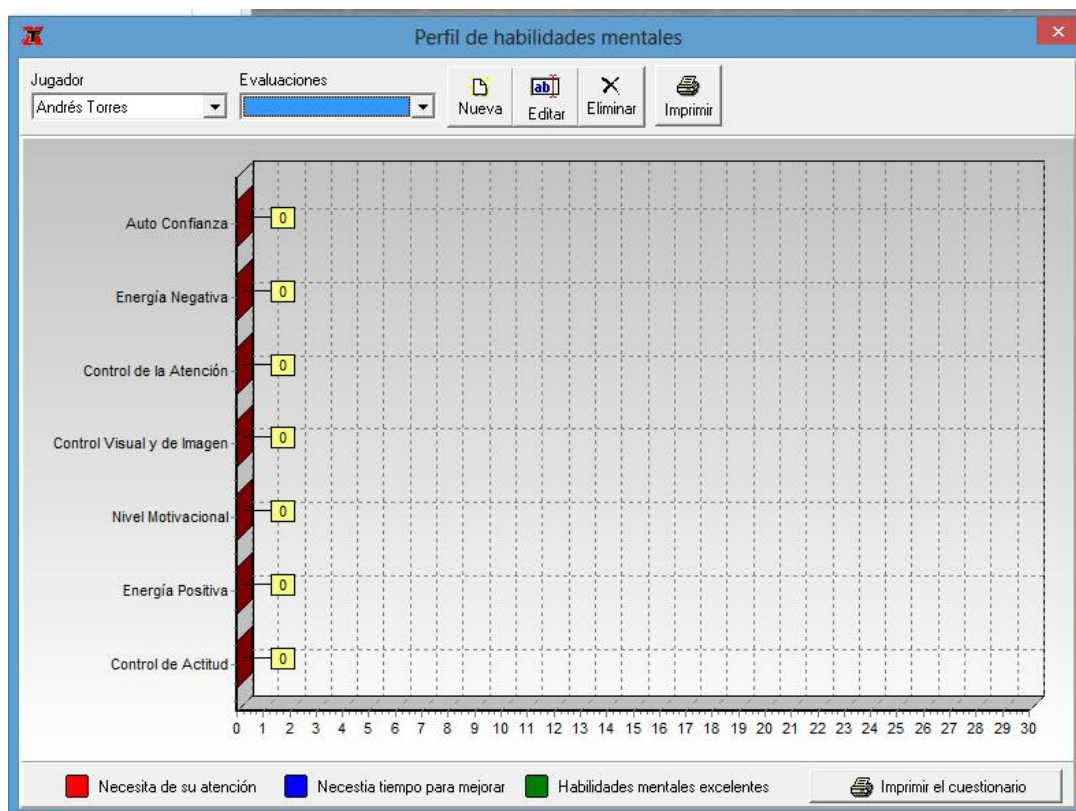 Perfil de habilidades mentales
Jugador
Evaluaciones
Andrés Torres
Nueva
Editar
Eliminar
Imprimir
Auto Confianza
0
Energía Negativa
0
Control de la Atención
0
Control Visual y de Imagen
0
Nivel Motivacional
0
Energía Positiva
0
Control de Actitud
0
0 1 2 3 4 5 6 7 8 9 10 11 12 13 14 15 16 17 18 19 20 21 22 23 24 25 26 27 28 29 30
Necesita de su atención
Necestia tiempo para mejorar
Habilidades mentales excelentes
Imprimir el cuestionario